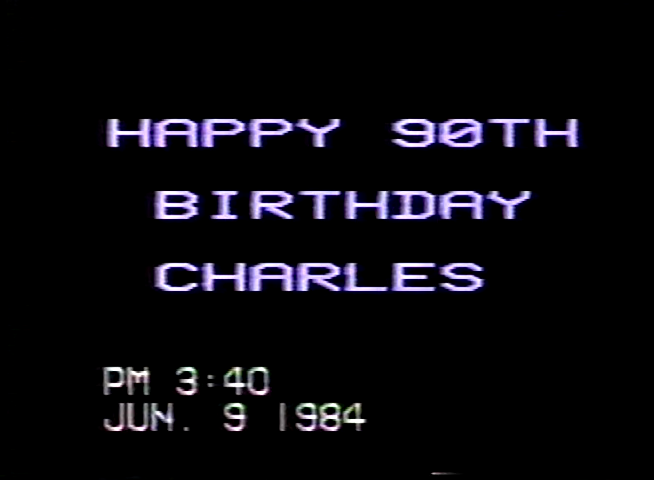 HAPPY 90TH
BIRTHDAY
CHARLES
PM 3:40
JUN. 9 1984